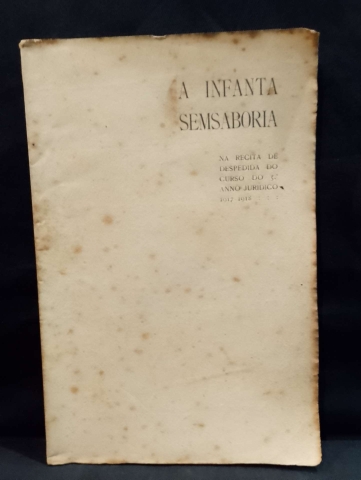 A INFANTA
SEMSABORIA
NA RECITA DE
DESPEDIDA DO
CURSO DO 5.º
ANNO JURIDICO